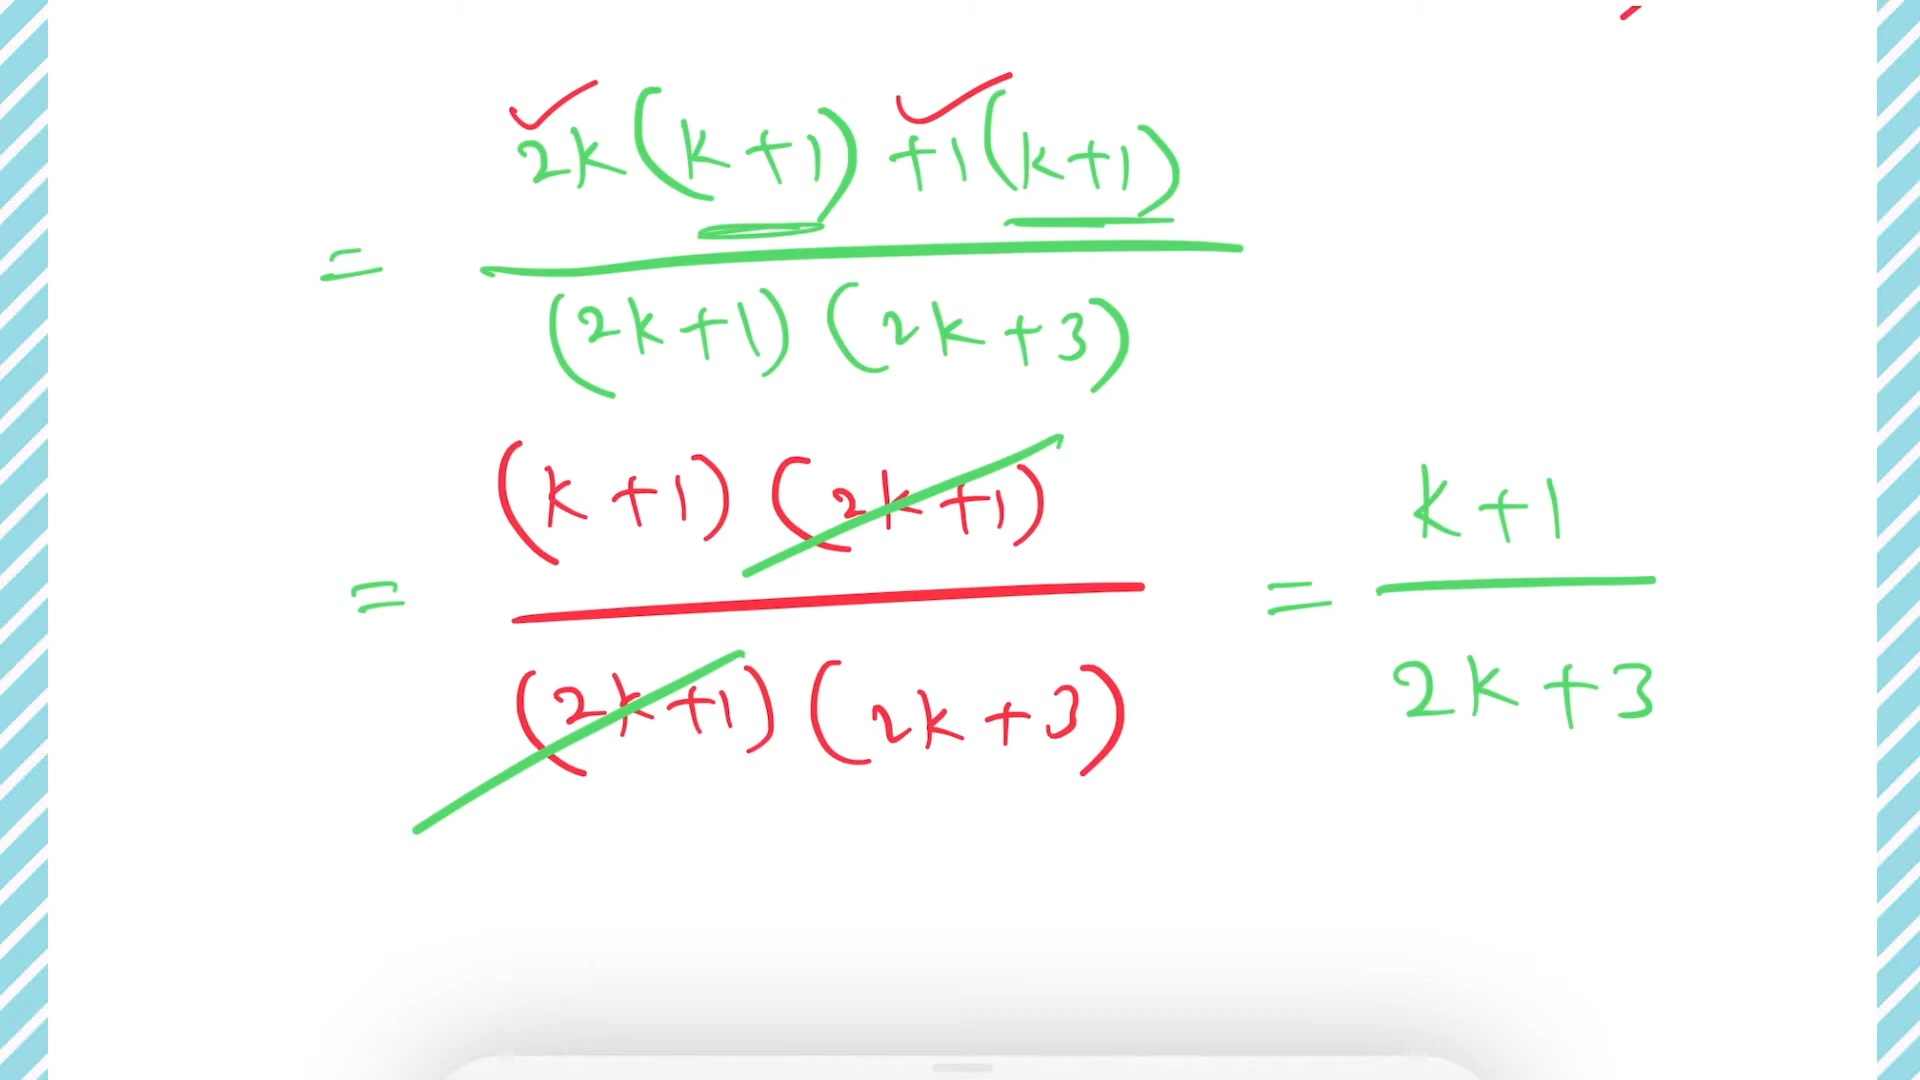 2k(k+1) +1(k+1)
=
(2k+1) (2k+3)
(k+1) (2k+1) k+1
= =
(2k+1) (2k+3) 2k+3